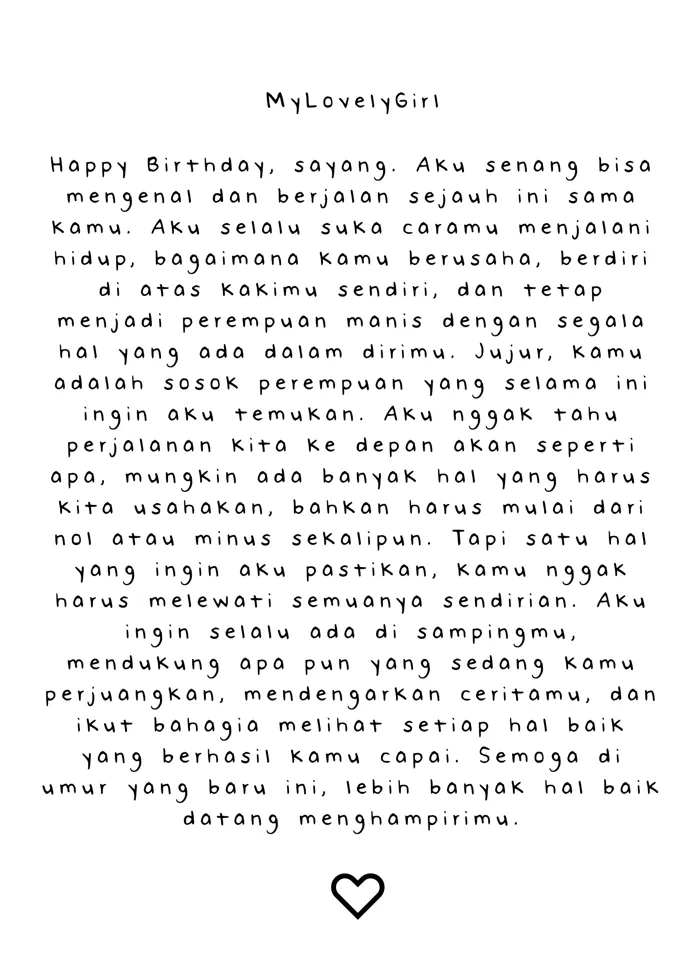 MyLovelyGirl
Happy Birthday, sayang. Aku senang bisa
mengenal dan berjalan sejauh ini sama
kamu. Aku selalu suka caramu menjalani
hidup, bagaimana kamu berusaha, berdiri
di atas kakimu sendiri, dan tetap
menjadi perempuan manis dengan segala
hal yang ada dalam dirimu. Jujur, kamu
adalah sosok perempuan yang selama ini
ingin aku temukan. Aku nggak tahu
perjalanan kita ke depan akan seperti
apa, mungkin ada banyak hal yang harus
kita usahakan, bahkan harus mulai dari
nol atau minus sekalipun. Tapi satu hal
yang ingin aku pastikan, kamu nggak
harus melewati semuanya sendirian. Aku
ingin selalu ada di sampingmu,
mendukung apa pun yang sedang kamu
perjuangkan, mendengarkan ceritamu, dan
ikut bahagia melihat setiap hal baik
yang berhasil kamu capai. Semoga di
umur yang baru ini, lebih banyak hal baik
datang menghampirimu.